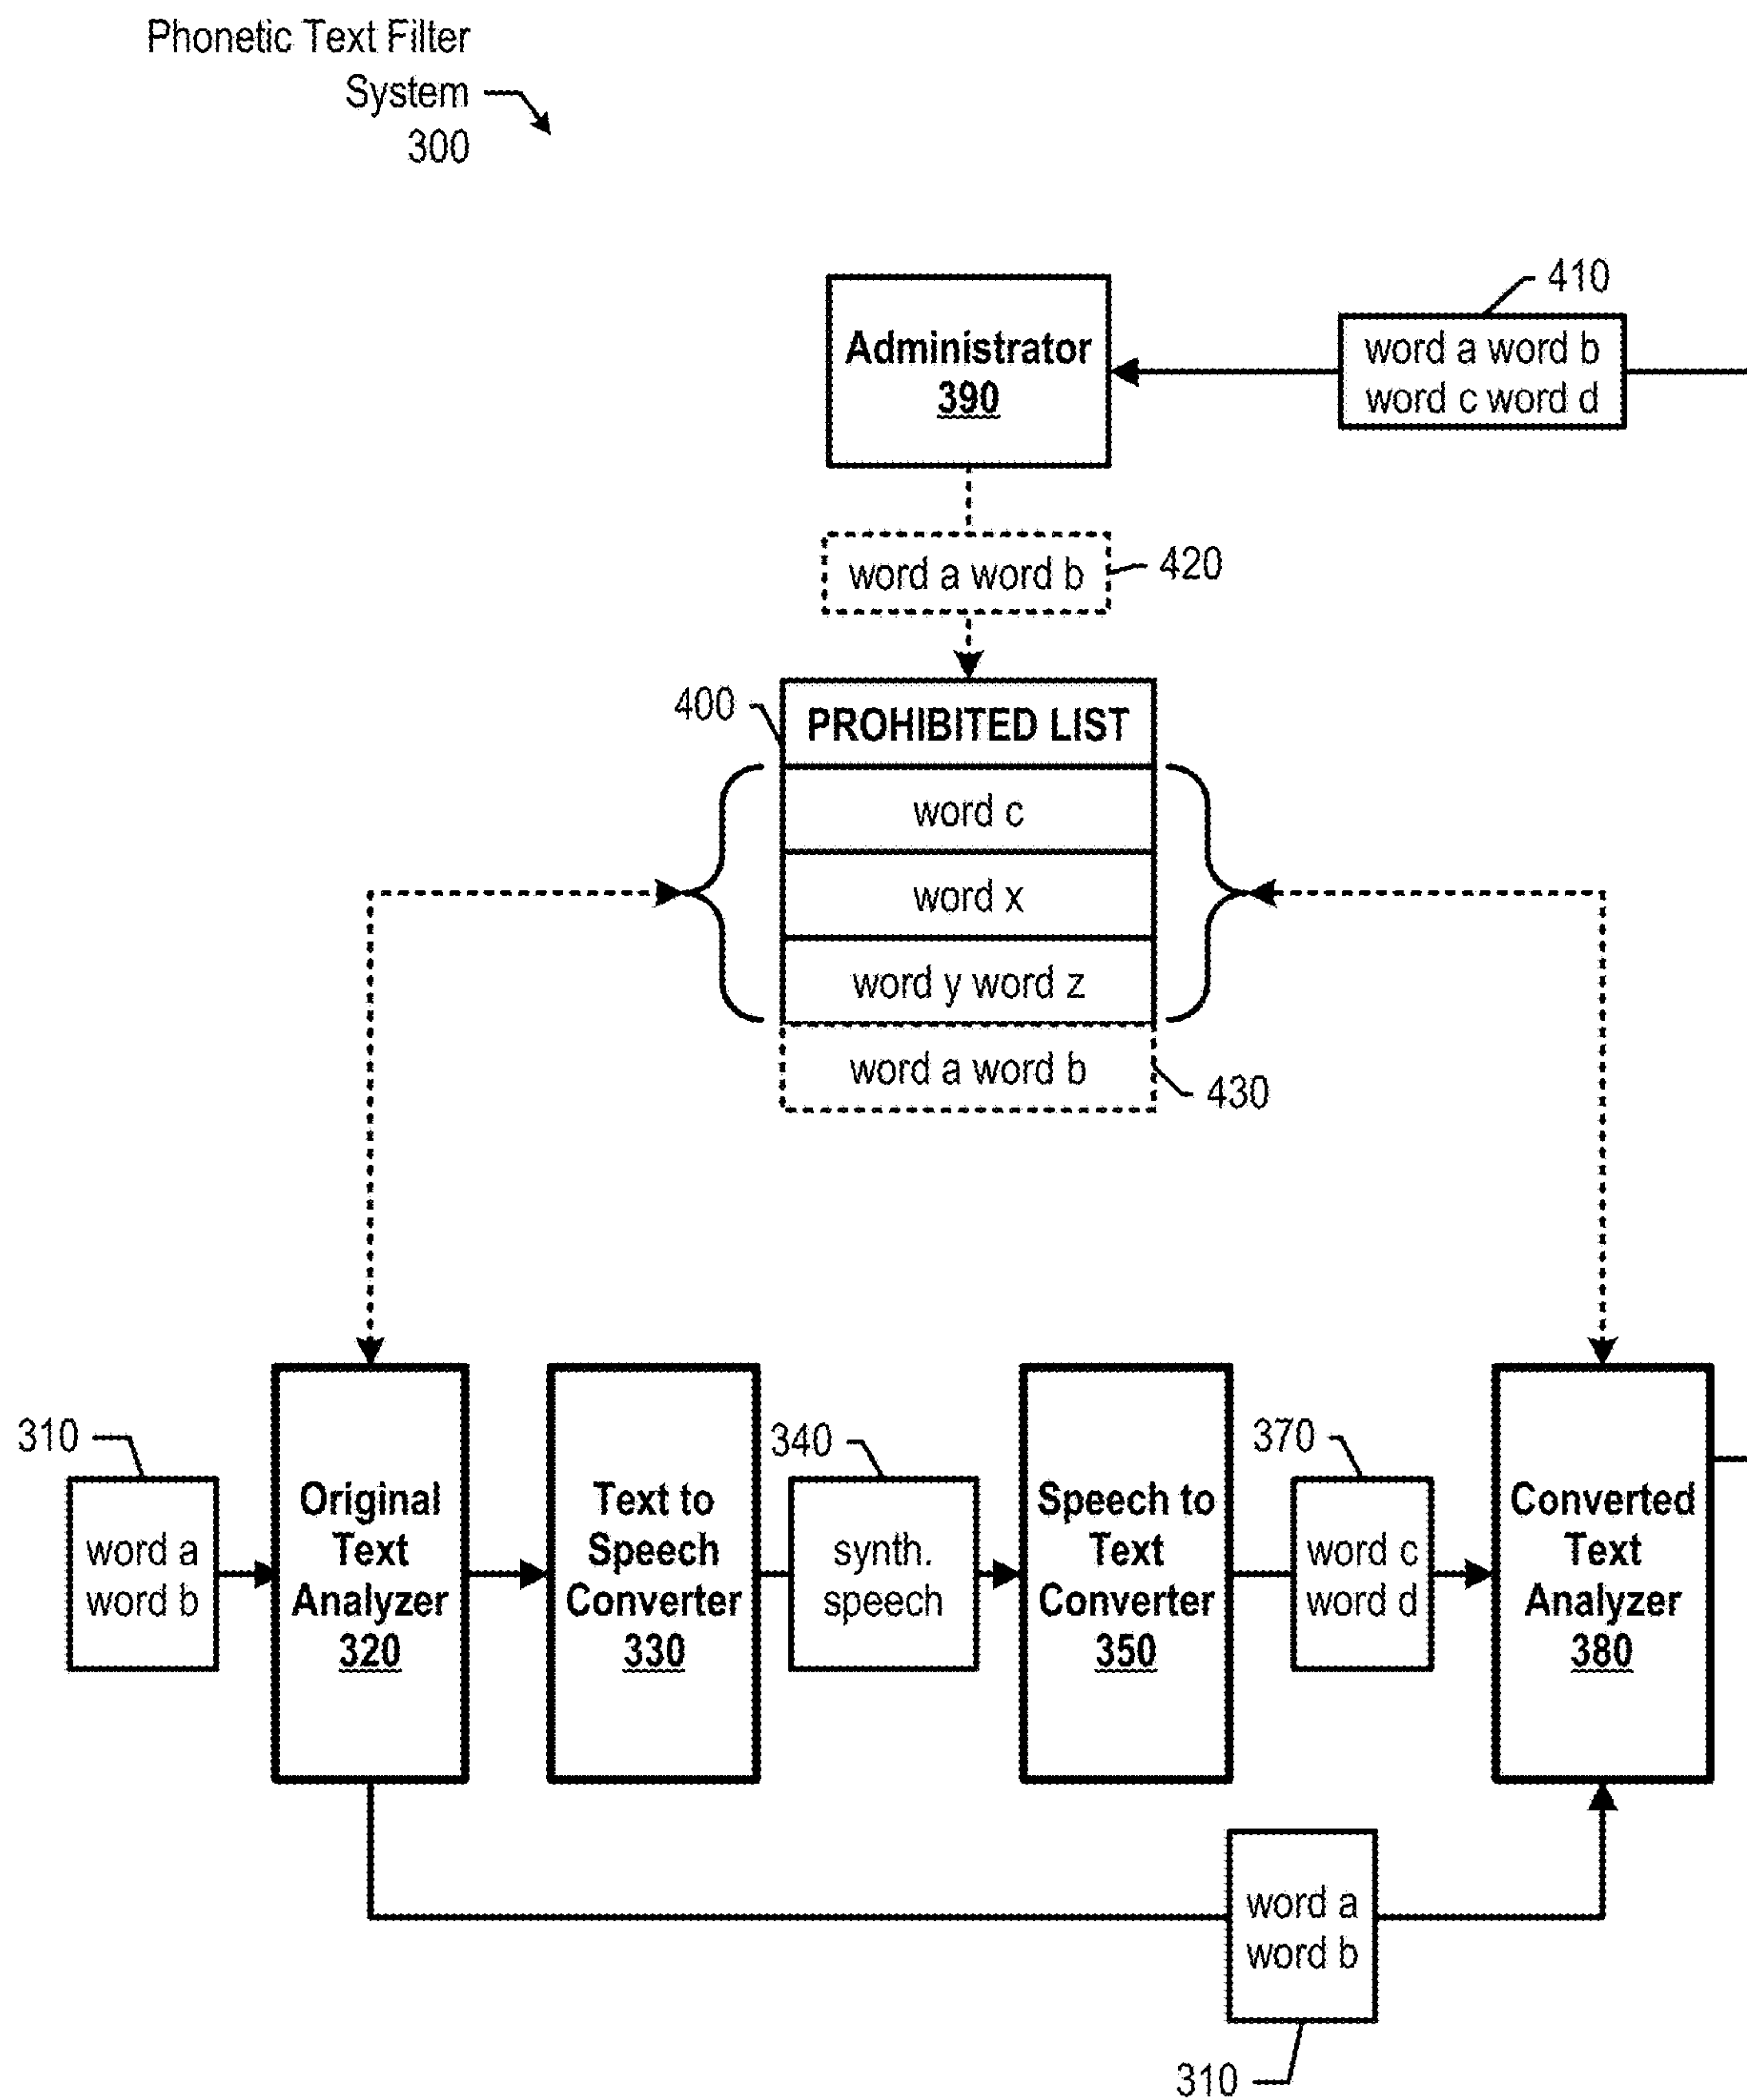 Phonetic Text Filter
System
300
410
Administrator
390
word a word b
word c word d
word a word b
420
400
PROHIBITED LIST
word c
word x
word y word z
word a word b
430
310
word a
word b
Original
Text
Analyzer
320
Text to
Speech
Converter
330
340
synth.
speech
Speech to
Text
Converter
350
370
word c
word d
Converted
Text
Analyzer
380
word a
word b
310